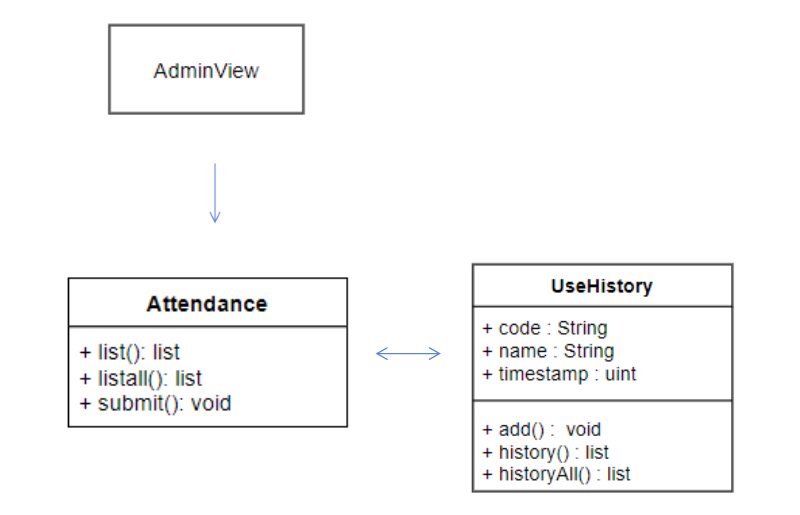 AdminView
Attendance
+ list(): list
+ listall(): list
+ submit(): void
UseHistory
+ code : String
+ name : String
+ timestamp : uint
+ add() :  void
+ history() : list
+ historyAll() : list